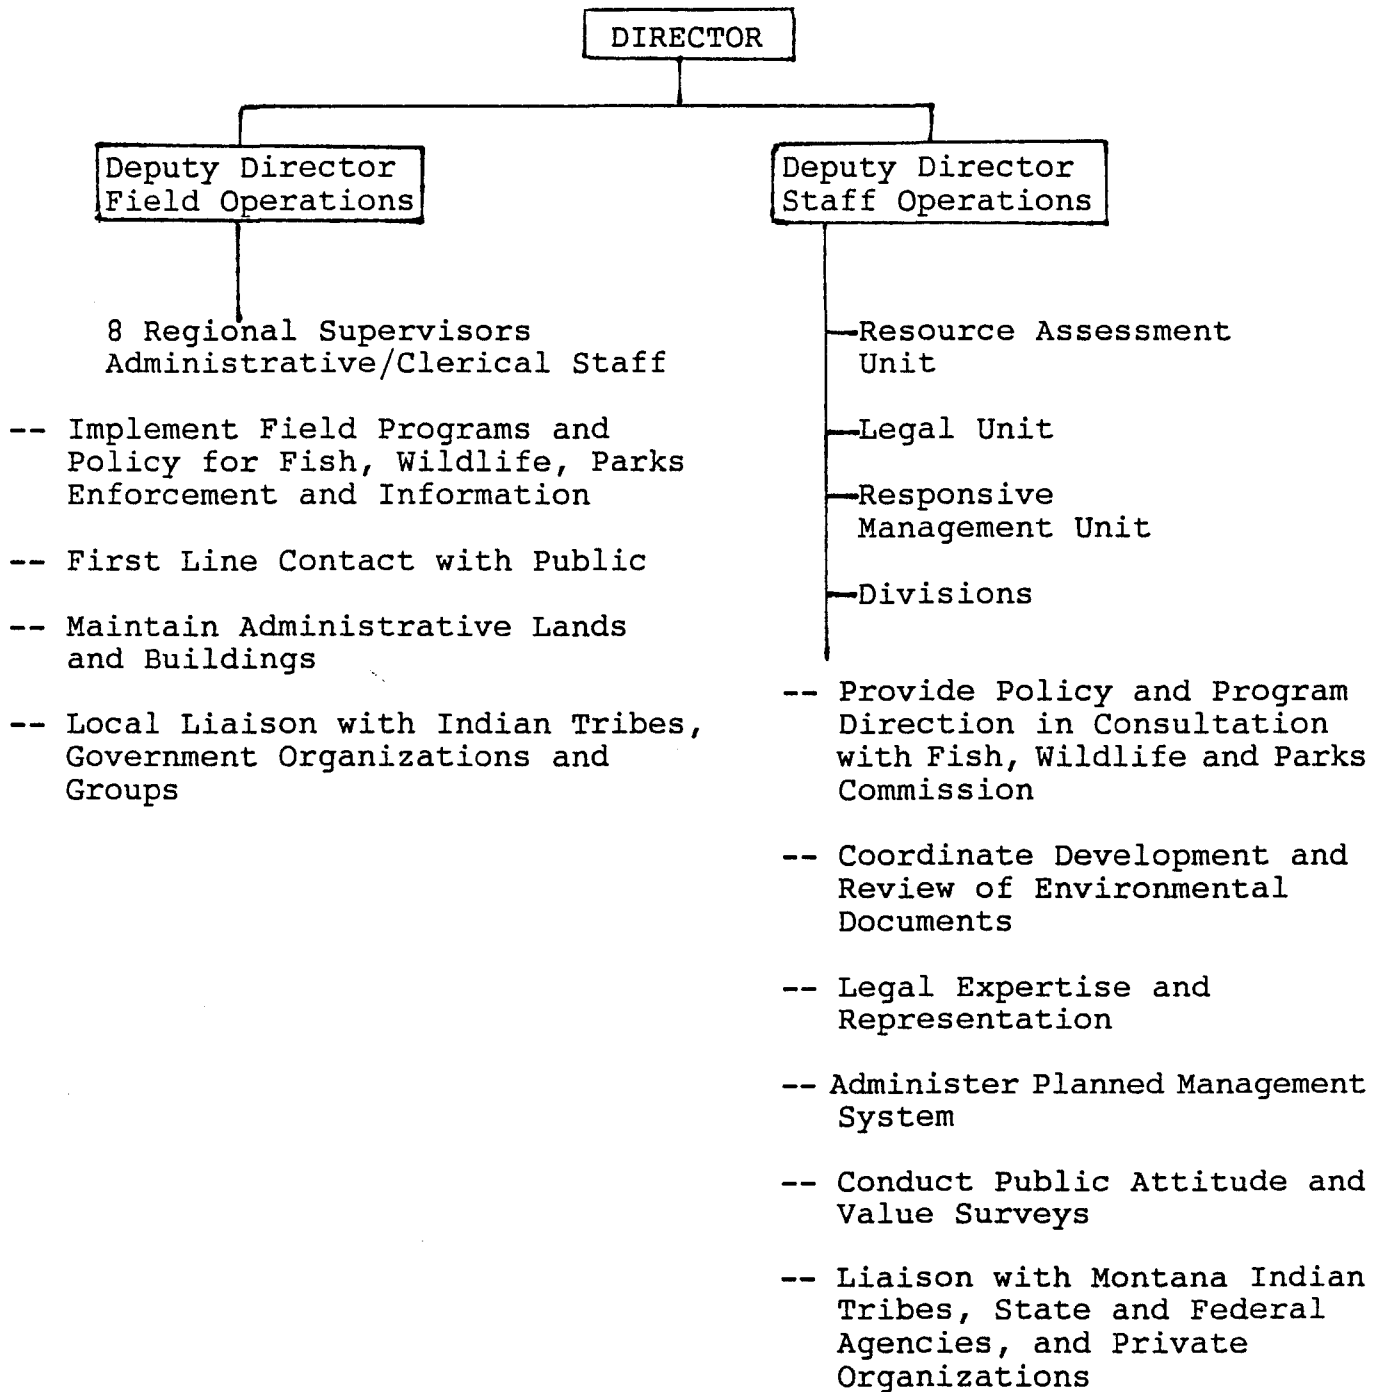 DIRECTOR
Deputy Director
Field Operations
8 Regional Supervisors
Administrative/Clerical Staff
-- Implement Field Programs and
Policy for Fish, Wildlife, Parks
Enforcement and Information
-- First Line Contact with Public
-- Maintain Administrative Lands
and Buildings
-- Local Liaison with Indian Tribes,
Government Organizations and
Groups
Deputy Director
Staff Operations
Resource Assessment
Unit
Legal Unit
Responsive
Management Unit
Divisions
-- Provide Policy and Program
Direction in Consultation
with Fish, Wildlife and Parks
Commission
-- Coordinate Development and
Review of Environmental
Documents
-- Legal Expertise and
Representation
-- Administer Planned Management
System
-- Conduct Public Attitude and
Value Surveys
-- Liaison with Montana Indian
Tribes, State and Federal
Agencies, and Private
Organizations